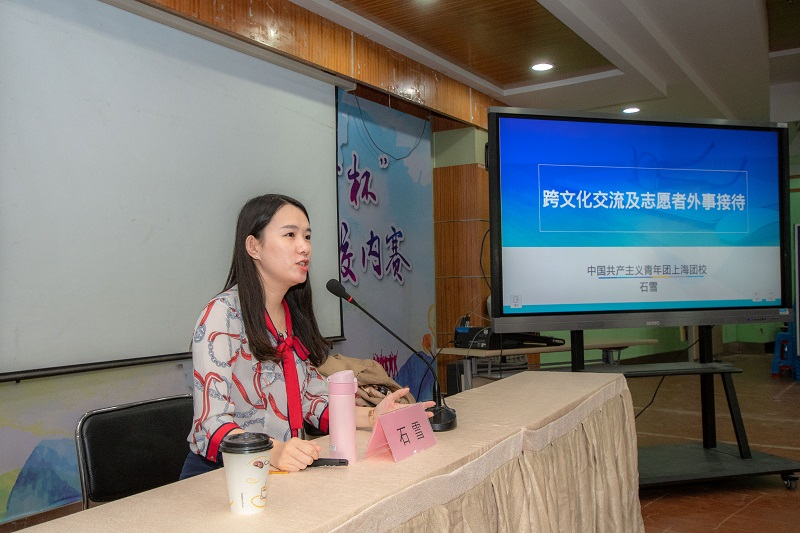 杯”
校内赛
跨文化交流及志愿者外事接待
中国共产主义青年团上海团校
石雪
石雪